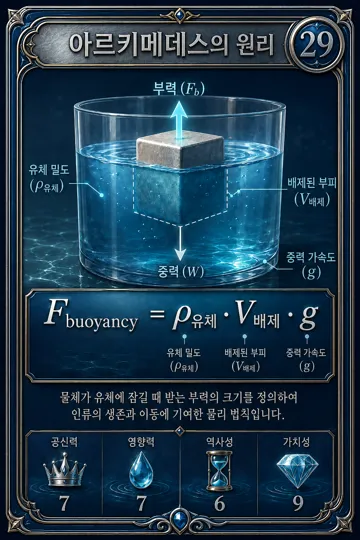 아르키메데스의 원리
29
부력 (F_b)
유체 밀도
(ρ유체)
배제된 부피
(V배제)
중력 가속도
(g)
중력 (W)
F buoyancy = ρ유체 · V배제 · g
유체 밀도 배제된 부피 중력 가속도
(ρ유체) (V배제) (g)
물체가 유체에 잠길 때 받는 부력의 크기를 정의하여
인류의 생존과 이동에 기여한 물리 법칙입니다.
공신력 영향력 역사성 가치성
7 7 6 9